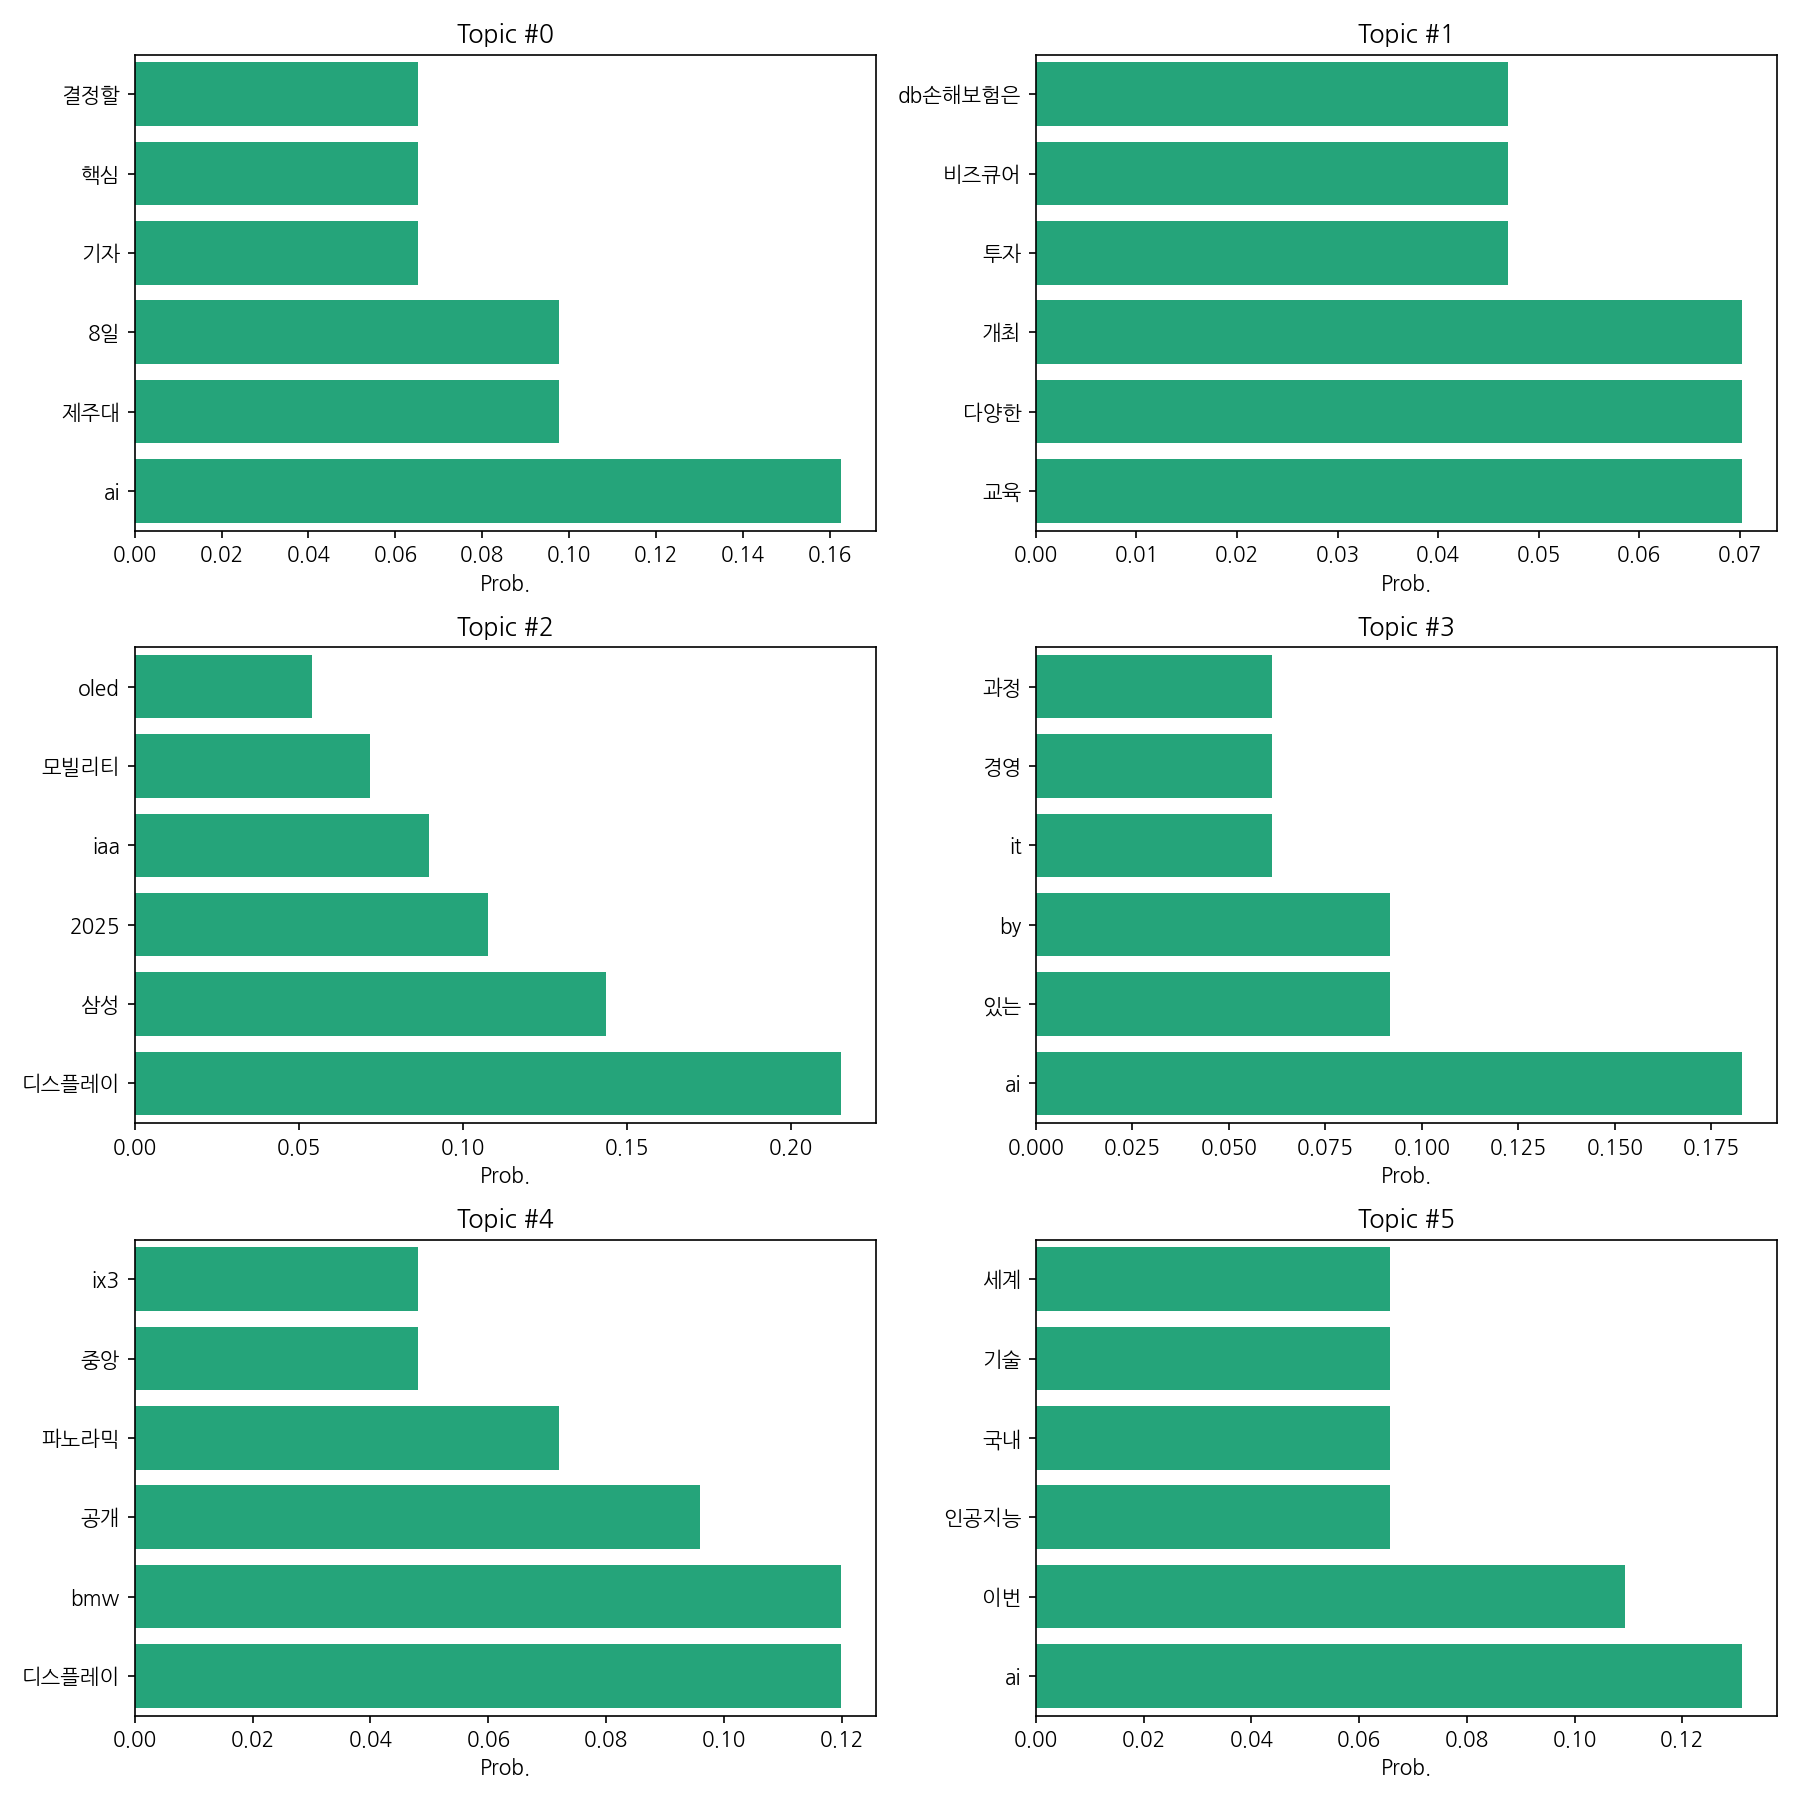 Topic #0
결정할
핵심
기자
8일
제주대
ai
0.00 0.02 0.04 0.06 0.08 0.10 0.12 0.14 0.16
Prob.
Topic #1
db손해보험은
비즈큐어
투자
개최
다양한
교육
0.00 0.01 0.02 0.03 0.04 0.05 0.06 0.07
Prob.
Topic #2
oled
모빌리티
iaa
2025
삼성
디스플레이
0.00 0.05 0.10 0.15 0.20
Prob.
Topic #3
과정
경영
it
by
있는
ai
0.000 0.025 0.050 0.075 0.100 0.125 0.150 0.175
Prob.
Topic #4
ix3
중앙
파노라믹
공개
bmw
디스플레이
0.00 0.02 0.04 0.06 0.08 0.10 0.12
Prob.
Topic #5
세계
기술
국내
인공지능
이번
ai
0.00 0.02 0.04 0.06 0.08 0.10 0.12
Prob.